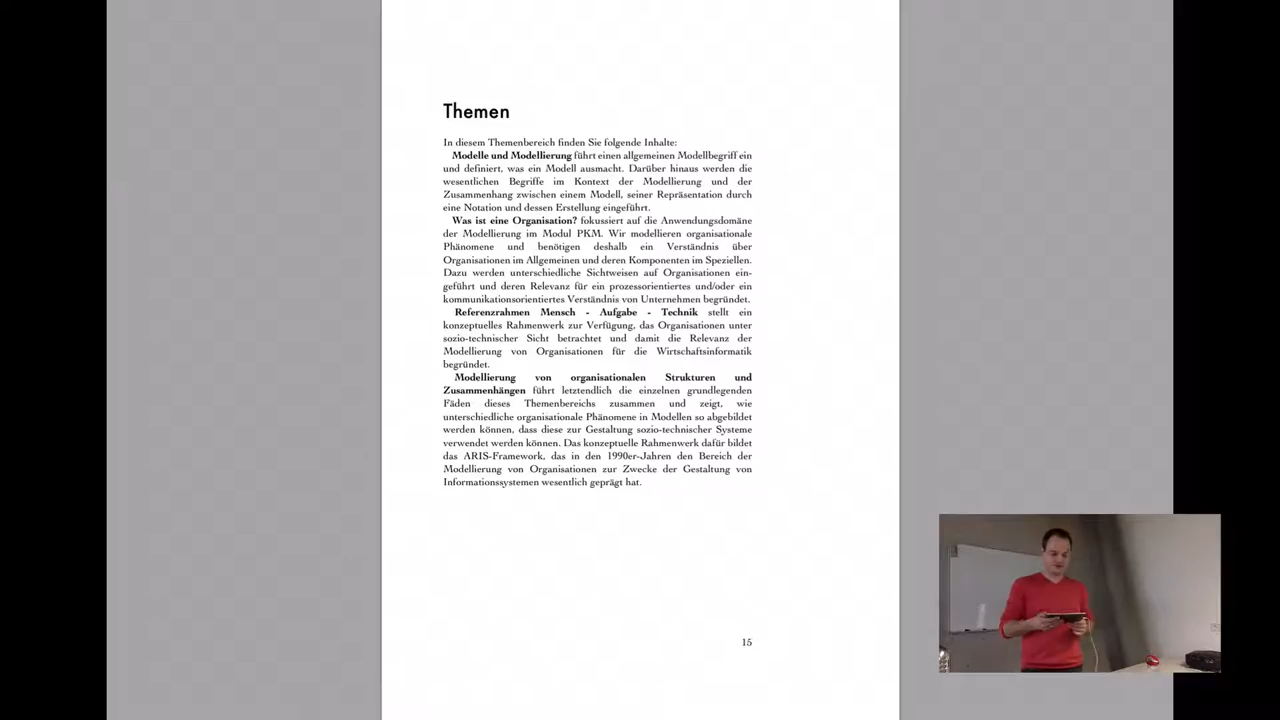 Themen
In diesem Themenbereich finden Sie folgende Inhalte:
Modelle und Modellierung führt einen allgemeinen Modellbegriff ein
und definiert, was ein Modell ausmacht. Darüber hinaus werden die
wesentlichen Begriffe im Kontext der Modellierung und der
Zusammenhang zwischen einem Modell, seiner Repräsentation durch
eine Notation und dessen Erstellung eingeführt.
Was ist eine Organisation? fokussiert auf die Anwendungsdomäne
der Modellierung im Modul PKM. Wir modellieren organisationale
Phänomene und benötigen deshalb ein Verständnis über
Organisationen im Allgemeinen und deren Komponenten im Speziellen.
Dazu werden unterschiedliche Sichtweisen auf Organisationen ein-
geführt und deren Relevanz für ein prozessorientiertes und/oder ein
kommunikationsorientiertes Verständnis von Unternehmen begründet.
Referenzrahmen Mensch - Aufgabe - Technik stellt ein
konzeptuelles Rahmenwerk zur Verfügung, das Organisationen unter
sozio-technischer Sicht betrachtet und damit die Relevanz der
Modellierung von Organisationen für die Wirtschaftsinformatik
begründet.
Modellierung von organisationalen Strukturen und
Zusammenhängen führt letztendlich die einzelnen grundlegenden
Fäden dieses Themenbereichs zusammen und zeigt, wie
unterschiedliche organisationale Phänomene in Modellen so abgebildet
werden können, dass diese zur Gestaltung sozio-technischer Systeme
verwendet werden können. Das konzeptuelle Rahmenwerk dafür bildet
das ARIS-Framework, das in den 1990er-Jahren den Bereich der
Modellierung von Organisationen zur Zwecke der Gestaltung von
Informationssystemen wesentlich geprägt hat.
15